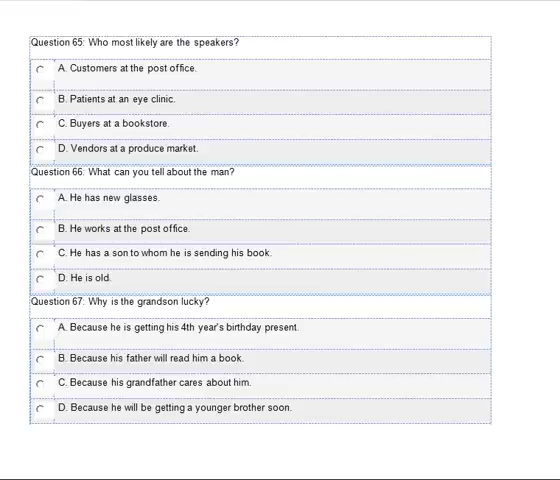 Question 65: Who most likely are the speakers?
A. Customers at the post office.
B. Patients at an eye clinic.
C. Buyers at a bookstore.
D. Vendors at a produce market.
Question 66: What can you tell about the man?
A. He has new glasses.
B. He works at the post office.
C. He has a son to whom he is sending his book.
D. He is old.
Question 67: Why is the grandson lucky?
A. Because he is getting his 4th year's birthday present.
B. Because his father will read him a book.
C. Because his grandfather cares about him.
D. Because he will be getting a younger brother soon.